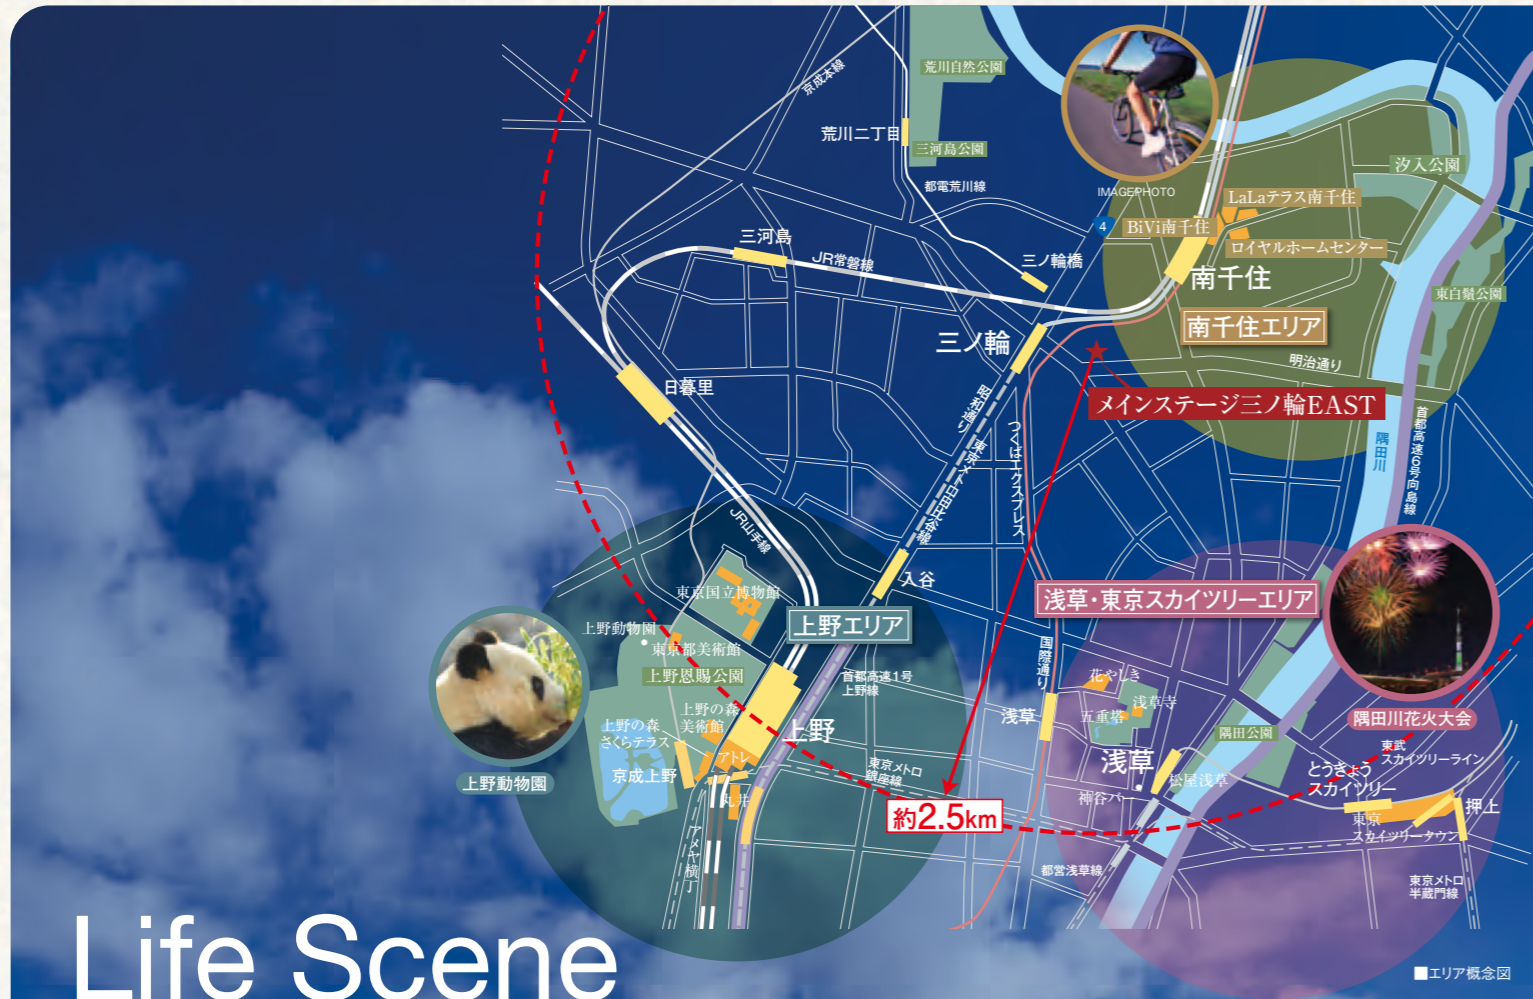 京成本線
荒川自然公園
荒川二丁目
三河島公園
都電荒川線
IMAGEPHOTO
汐入公園
LaLaテラス南千住
4
BiVi南千住
ロイヤルホームセンター
三河島
JR常磐線
三ノ輪橋
南千住
東白鬚公園
南千住エリア
三ノ輪
明治通り
日暮里
メインステージ三ノ輪EAST
昭和通り
東京メトロ日比谷線
つくばエクスプレス
隅田川
首都高速6号向島線
JR山手線
入谷
東京国立博物館
上野エリア
浅草・東京スカイツリーエリア
上野動物園
東京都美術館
上野恩賜公園
首都高速1号
上野線
国際通り
花やしき
浅草寺
五重塔
上野の森
美術館
上野の森
さくらテラス
上野
浅草
隅田公園
隅田川花火大会
アトレ
京成上野
上野動物園
東京メトロ
銀座線
浅草
松屋浅草
神谷バー
東武
スカイツリーライン
とうきょう
スカイツリー
押上
東京
スカイツリータウン
丸井
約2.5km
アメヤ横丁
都営浅草線
東京メトロ
半蔵門線
Life Scene
■エリア概念図